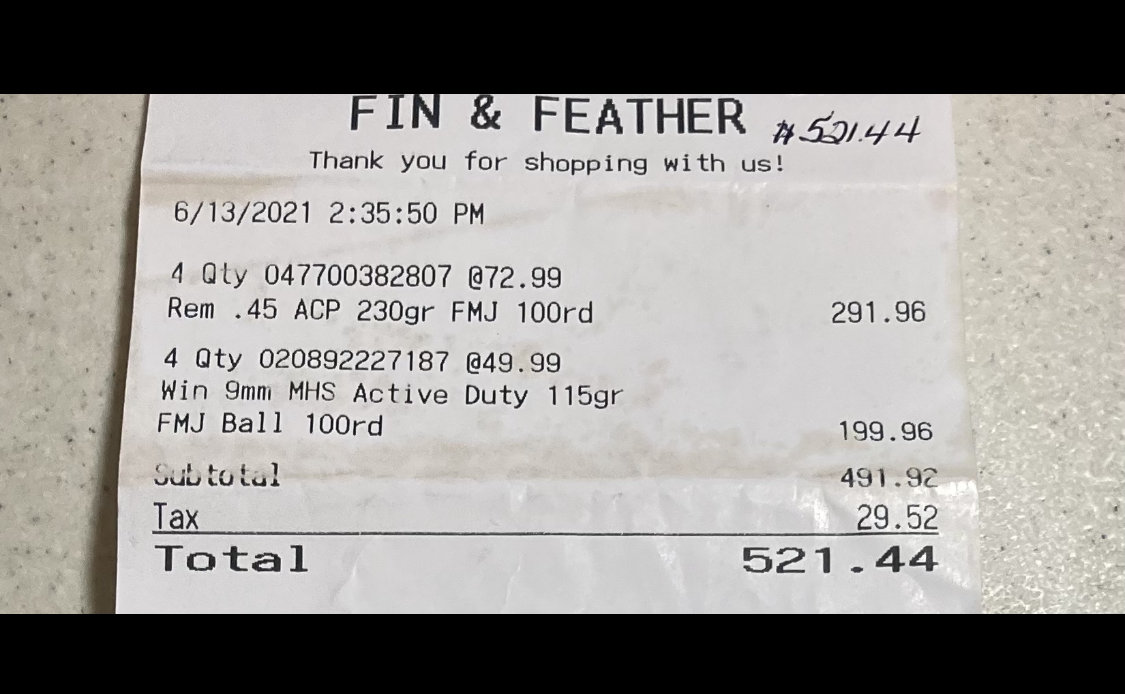 FIN & FEATHER
$521.44
Thank you for shopping with us!
6/13/2021 2:35:50 PM
4 Qty 047700382807 @72.99
Rem .45 ACP 230gr FMJ 100rd 291.96
4 Qty 020892227187 @49.99
Win 9mm MHS Active Duty 115gr
FMJ Ball 100rd 199.96
Subtotal 491.92
Tax 29.52
Total 521.44